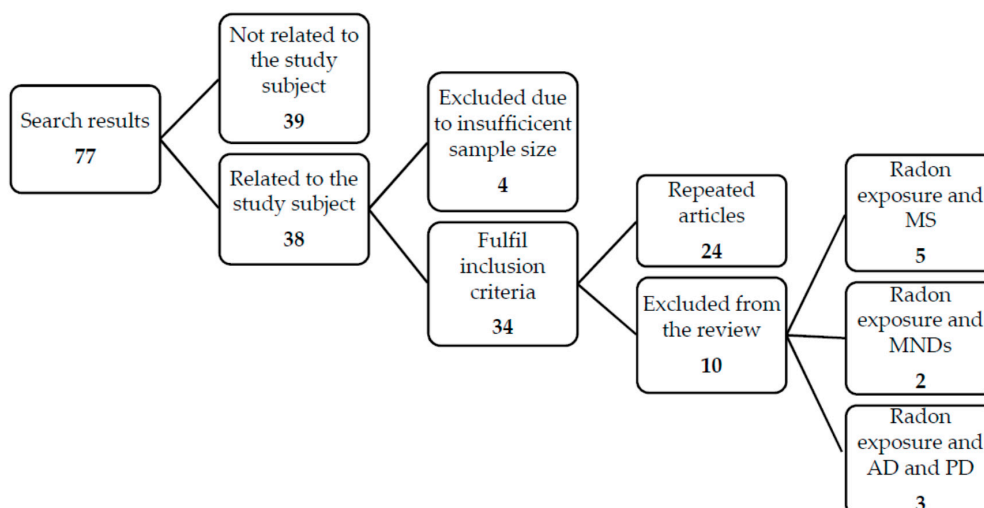 Search results
77
Not related to
the study
subject
39
Related to the
study subject
38
Excluded due
to insufficicent
sample size
4
Fulfil
inclusion
criteria
34
Repeated
articles
24
Excluded from
the review
10
Radon
exposure and
MS
5
Radon
exposure and
MNDs
2
Radon
exposure and
AD and PD
3